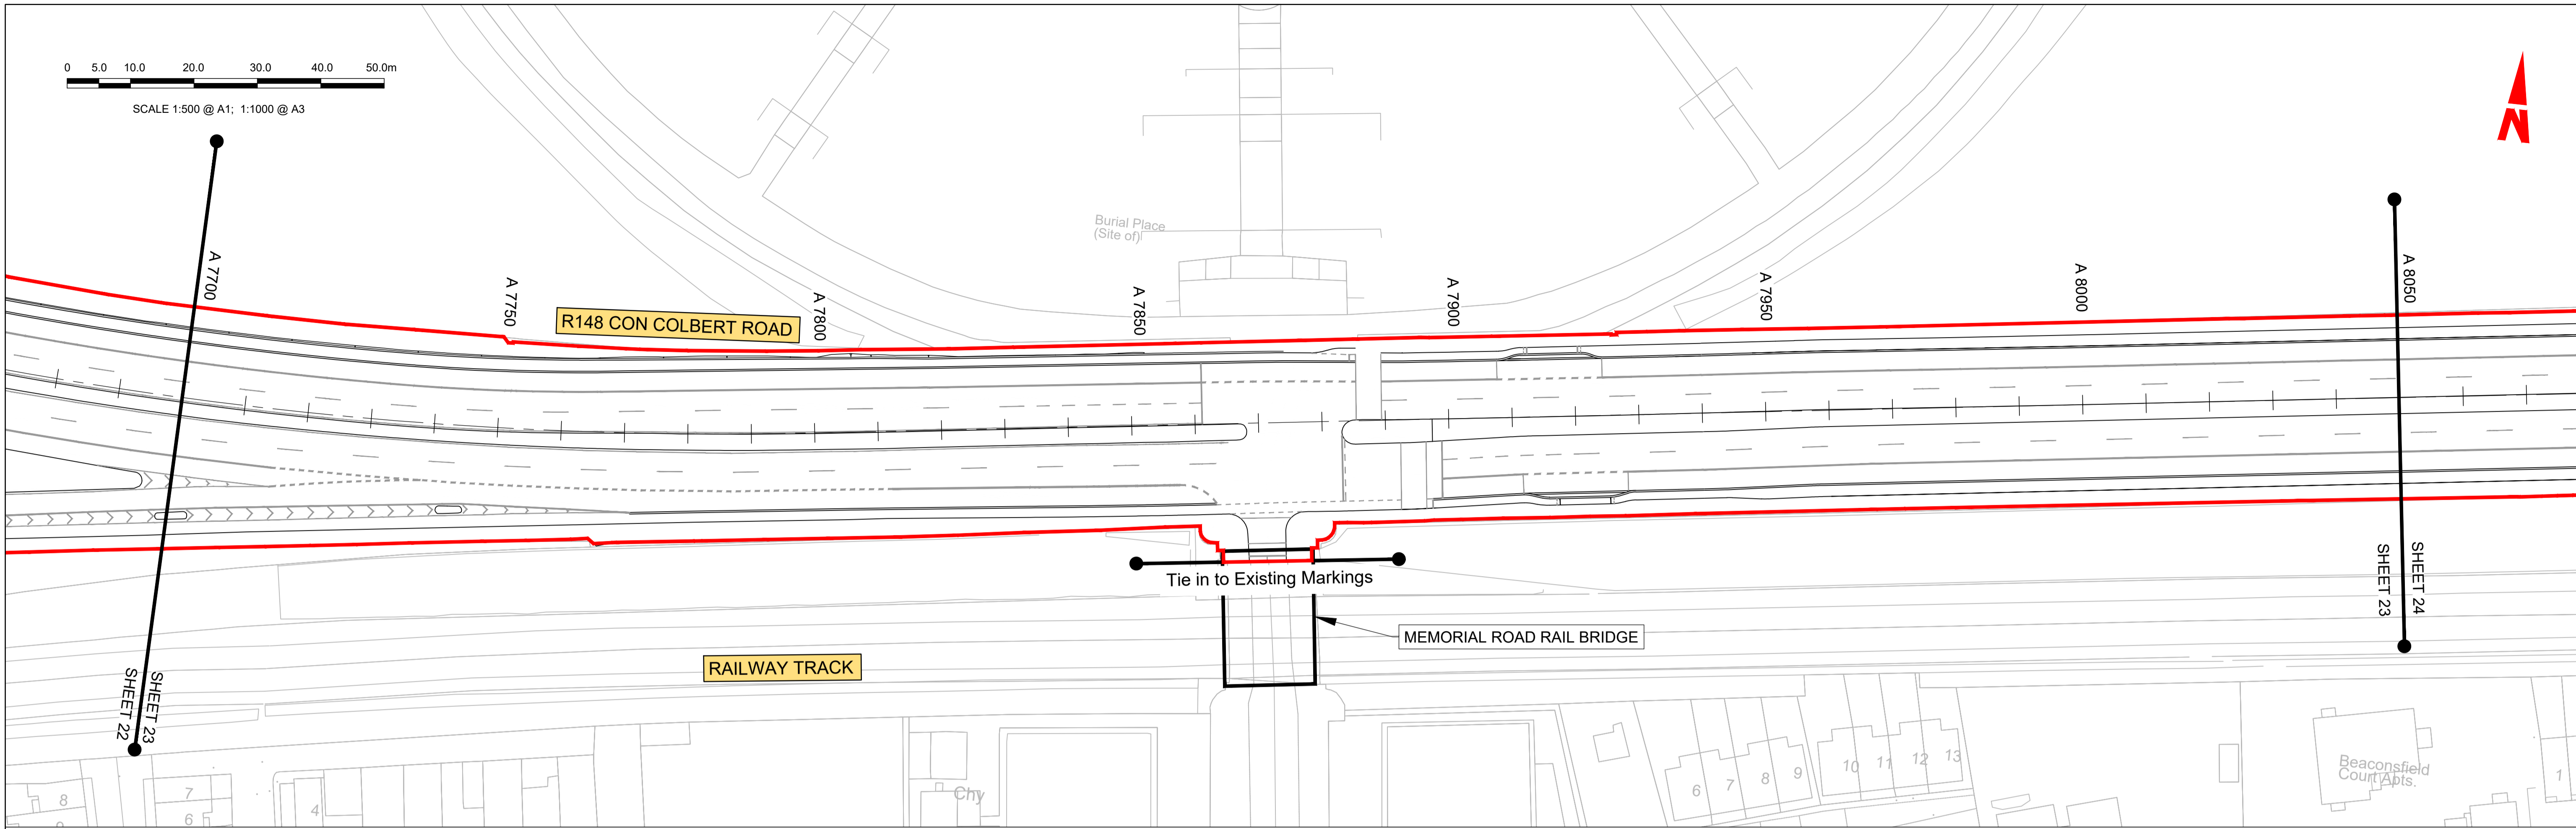 0 5.0 10.0 20.0 30.0 40.0 50.0m
SCALE 1:500 @ A1; 1:1000 @ A3
N
Burial Place
(Site of)
A 7700
A 7750
R148 CON COLBERT ROAD
A 7800
A 7850
A 7900
A 7950
A 8000
A 8050
Tie in to Existing Markings
MEMORIAL ROAD RAIL BRIDGE
RAILWAY TRACK
SHEET 22
SHEET 23
SHEET 23
SHEET 24
8
7
6
4
Chy
6
7
8
9
10
11
12
13
Beaconsfield
Court Apts.
1